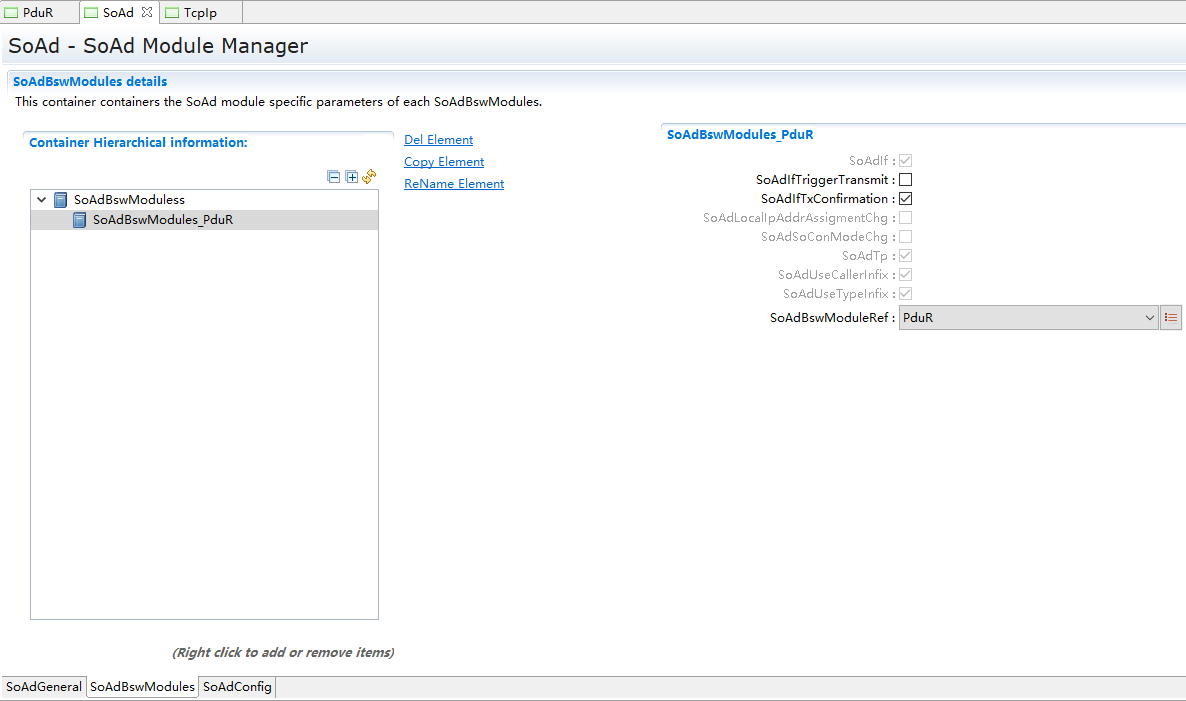 PduR
SoAd
TcpIp
SoAd - SoAd Module Manager
SoAdBswModules details
This container containers the SoAd module specific parameters of each SoAdBswModules.
Container Hierarchical information:
SoAdBswModuless
SoAdBswModules_PduR
(Right click to add or remove items)
Del Element
Copy Element
ReName Element
SoAdBswModules_PduR
SoAdIf :
SoAdIfTriggerTransmit :
SoAdIfTxConfirmation :
SoAdLocalIpAddrAssigmentChg :
SoAdSoConModeChg :
SoAdTp :
SoAdUseCallerInfix :
SoAdUseTypeInfix :
SoAdBswModuleRef : PduR
SoAdGeneral
SoAdBswModules
SoAdConfig